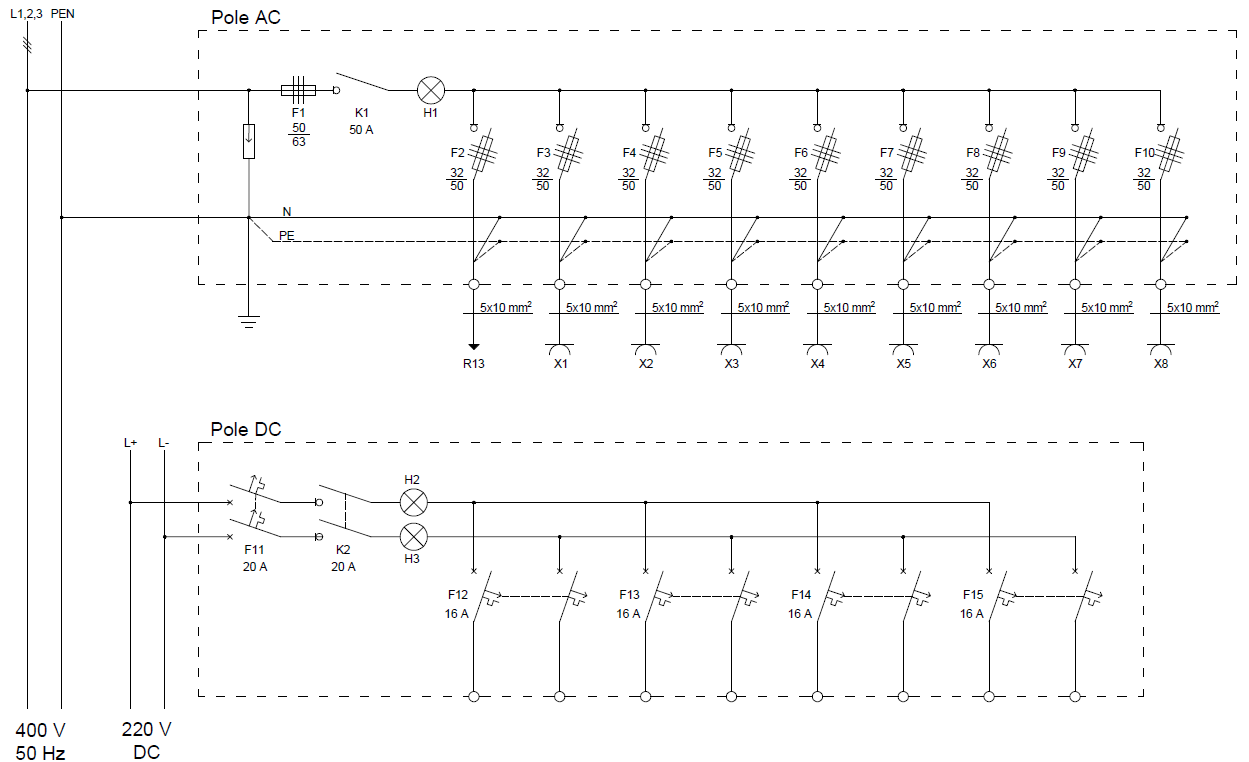 L1,2,3 PEN
Pole AC
F1
50
63
K1
50 A
H1
F2 F3 F4 F5 F6 F7 F8 F9 F10
32 32 32 32 32 32 32 32 32
50 50 50 50 50 50 50 50 50
N
PE
5x10 mm² 5x10 mm² 5x10 mm² 5x10 mm² 5x10 mm² 5x10 mm² 5x10 mm² 5x10 mm² 5x10 mm²
R13 X1 X2 X3 X4 X5 X6 X7 X8
L+ L-
Pole DC
H2
H3
F11 K2
20 A 20 A
F12 F13 F14 F15
16 A 16 A 16 A 16 A
400 V 220 V
50 Hz DC